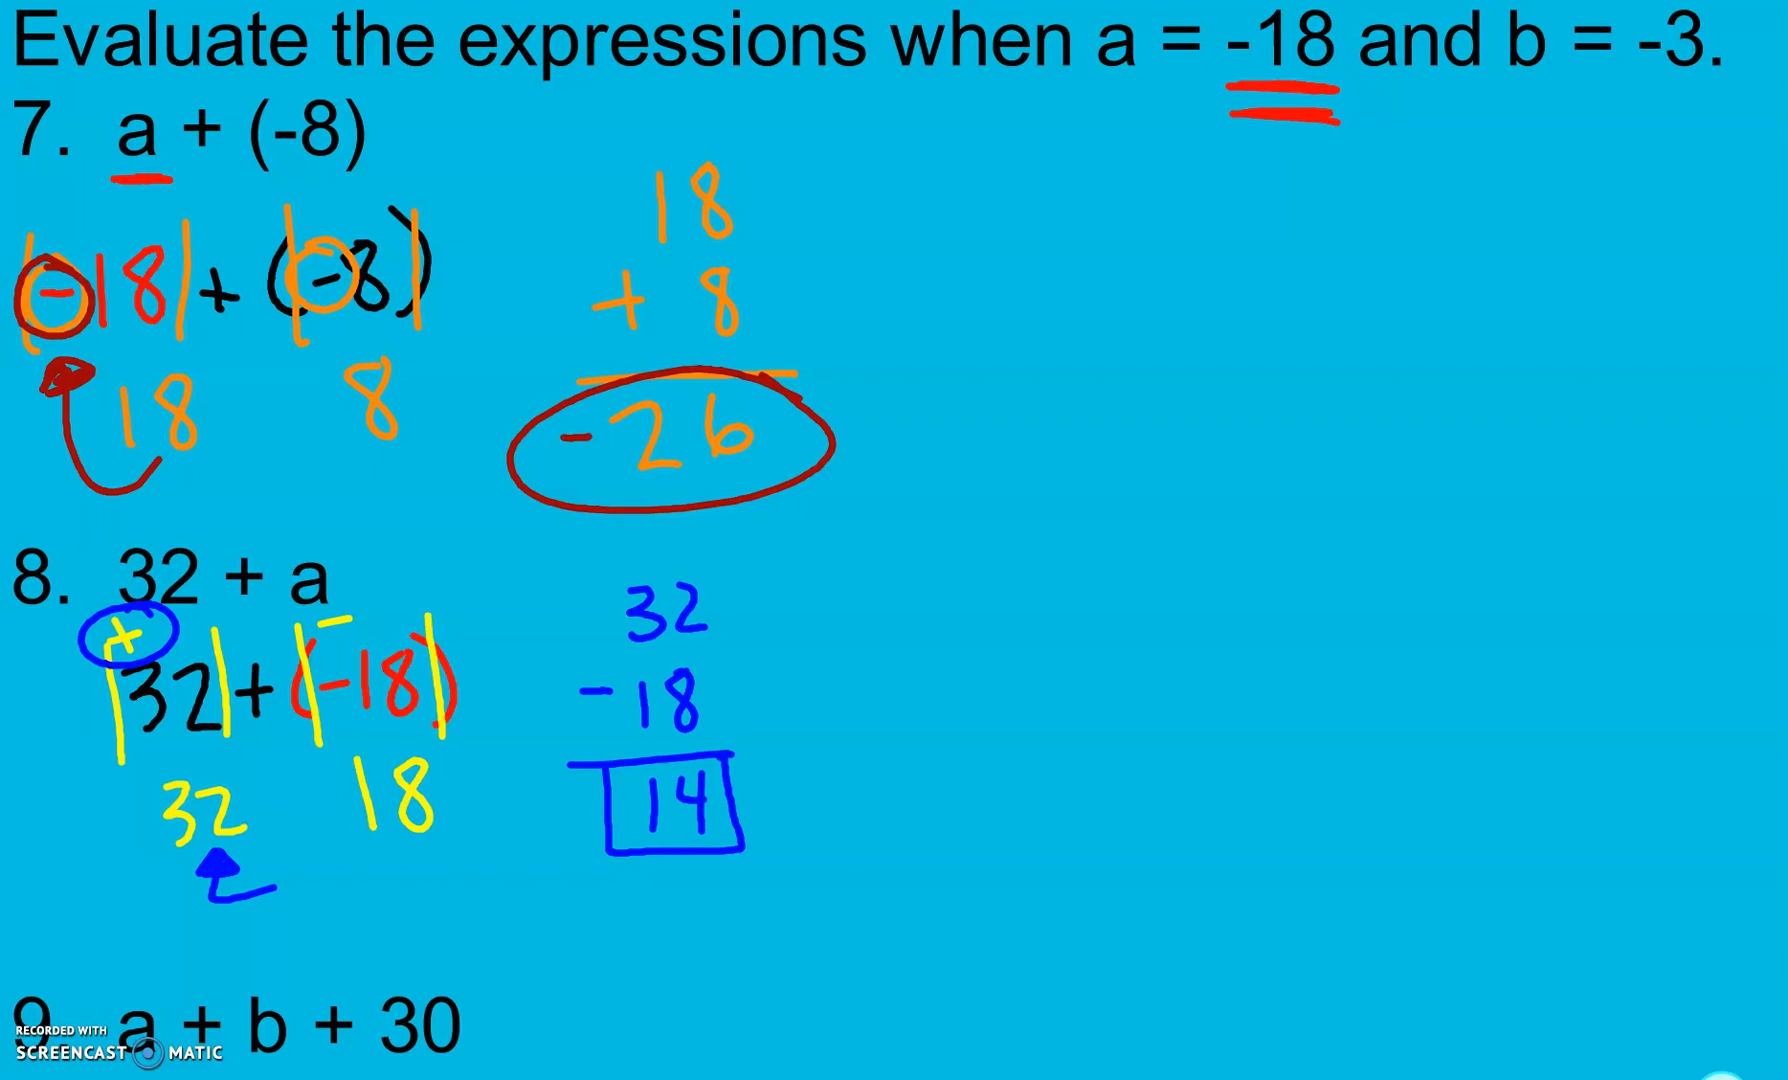 Evaluate the expressions when a = -18 and b = -3.
7. a + (-8)
|-18| + (|-8|)
18 8
18
+ 8
-26
8. 32 + a
+ -
|32| + (|-18|)
32 18
32
-18
14
9. a + b + 30
RECORDED WITH
SCREENCAST MATIC